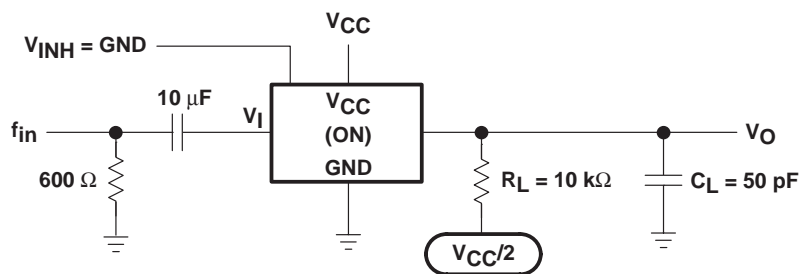 VCC
VINH = GND
10 μF
VI
VCC
(ON)
GND
fin
VO
600 Ω
RL = 10 kΩ
CL = 50 pF
VCC/2